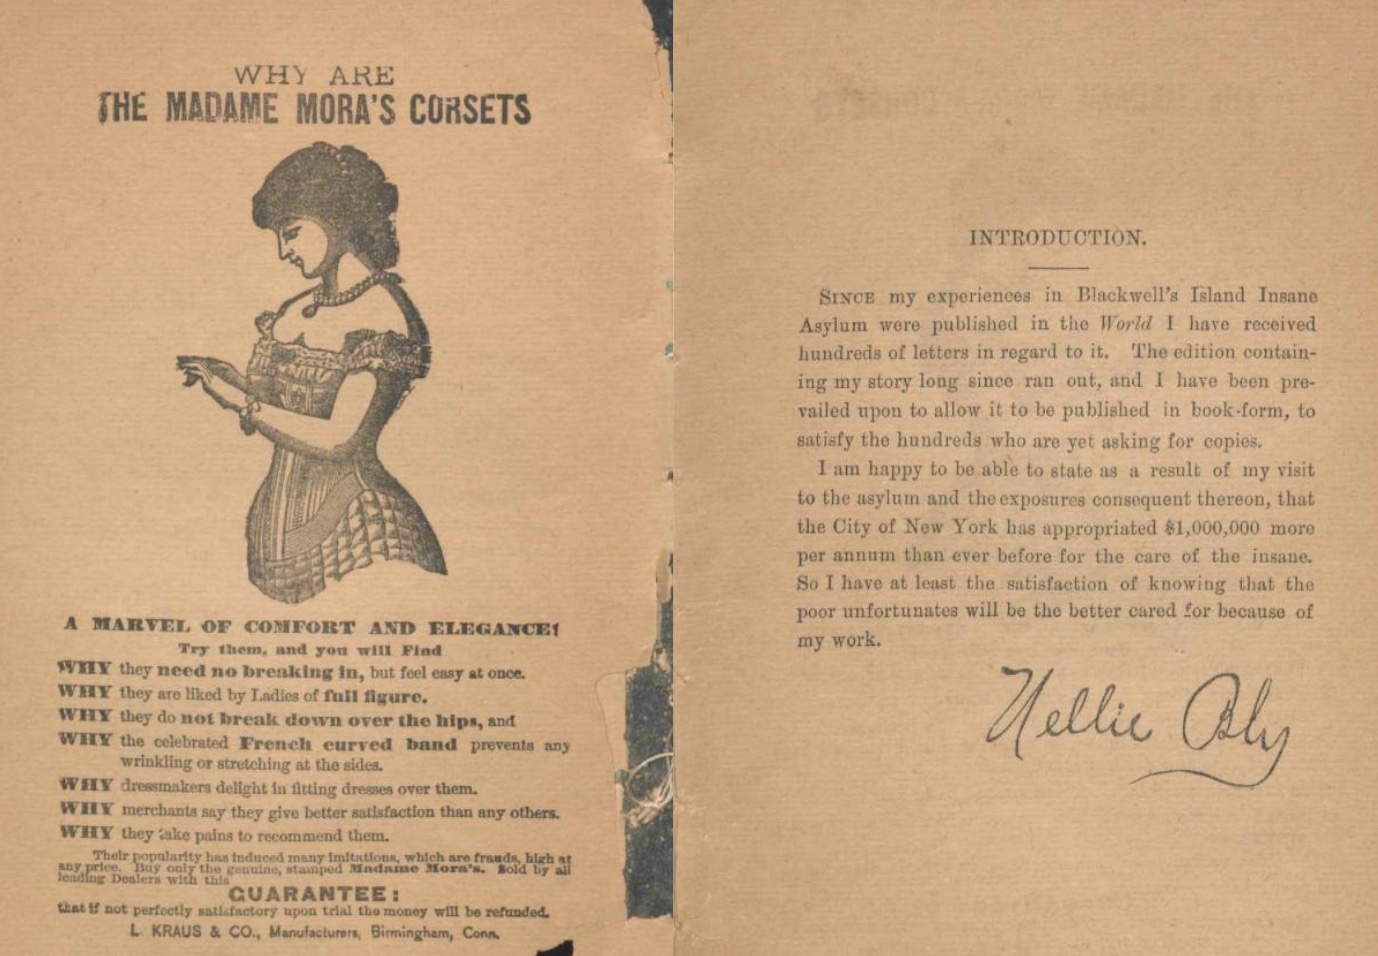 WHY ARE
THE MADAME MORA'S CORSETS
A MARVEL OF COMFORT AND ELEGANCE!
Try them, and you will Find
WHY they need no breaking in, but feel easy at once.
WHY they are liked by Ladies of full figure.
WHY they do not break down over the hips, and
WHY the celebrated French curved band prevents any
wrinkling or stretching at the sides.
WHY dressmakers delight in fitting dresses over them.
WHY merchants say they give better satisfaction than any others.
WHY they take pains to recommend them.
Their popularity has induced many imitations, which are frauds, high at
any price. Buy only the genuine, stamped Madame Mora's. Sold by all
leading Dealers with this
GUARANTEE:
that if not perfectly satisfactory upon trial the money will be refunded.
L. KRAUS & CO., Manufacturers, Birmingham, Conn.
INTRODUCTION.
SINCE my experiences in Blackwell's Island Insane
Asylum were published in the World I have received
hundreds of letters in regard to it. The edition contain-
ing my story long since ran out, and I have been pre-
vailed upon to allow it to be published in book-form, to
satisfy the hundreds who are yet asking for copies.
I am happy to be able to state as a result of my visit
to the asylum and the exposures consequent thereon, that
the City of New York has appropriated $1,000,000 more
per annum than ever before for the care of the insane.
So I have at least the satisfaction of knowing that the
poor unfortunates will be the better cared for because of
my work.
Nellie Bly